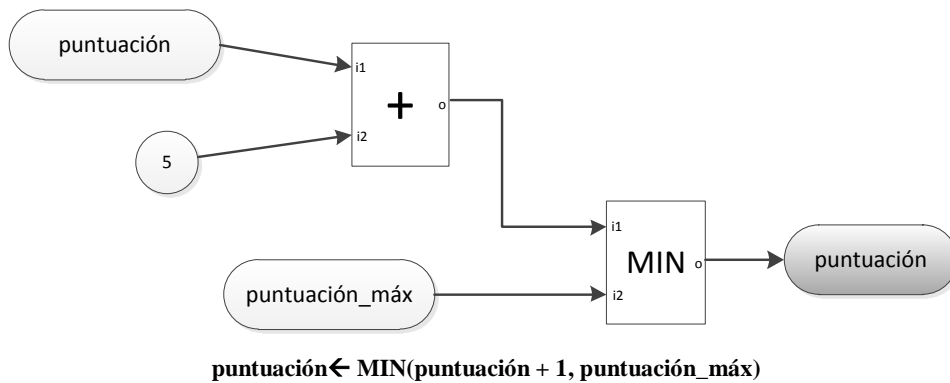 puntuación
i1
+
o
i2
5
i1
MIN
o
puntuación
puntuación_máx
i2
puntuación← MIN(puntuación + 1, puntuación_máx)